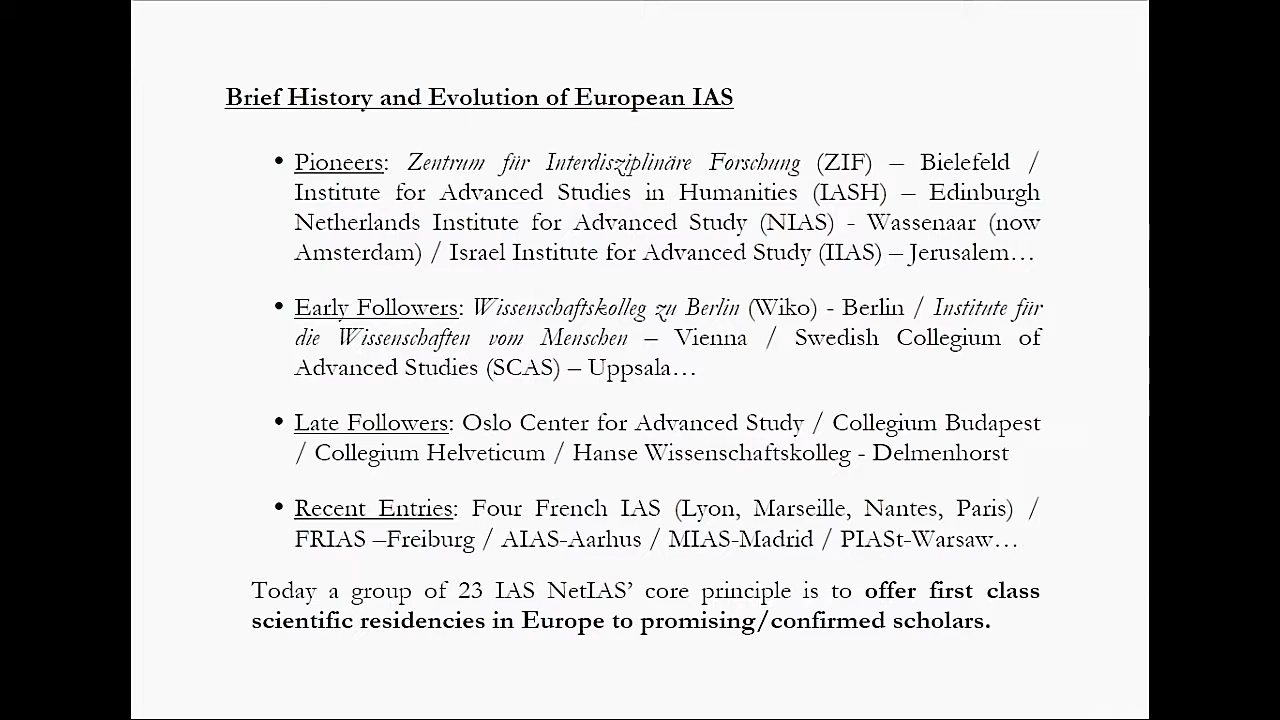 Brief History and Evolution of European IAS
• Pioneers: Zentrum für Interdisziplinäre Forschung (ZIF) – Bielefeld /
Institute for Advanced Studies in Humanities (IASH) – Edinburgh
Netherlands Institute for Advanced Study (NIAS) - Wassenaar (now
Amsterdam) / Israel Institute for Advanced Study (IIAS) – Jerusalem…
• Early Followers: Wissenschaftskolleg zu Berlin (Wiko) - Berlin / Institute für
die Wissenschaften vom Menschen – Vienna / Swedish Collegium of
Advanced Studies (SCAS) – Uppsala…
• Late Followers: Oslo Center for Advanced Study / Collegium Budapest
/ Collegium Helveticum / Hanse Wissenschaftskolleg - Delmenhorst
• Recent Entries: Four French IAS (Lyon, Marseille, Nantes, Paris) /
FRIAS –Freiburg / AIAS-Aarhus / MIAS-Madrid / PIASt-Warsaw…
Today a group of 23 IAS NetIAS’ core principle is to offer first class
scientific residencies in Europe to promising/confirmed scholars.